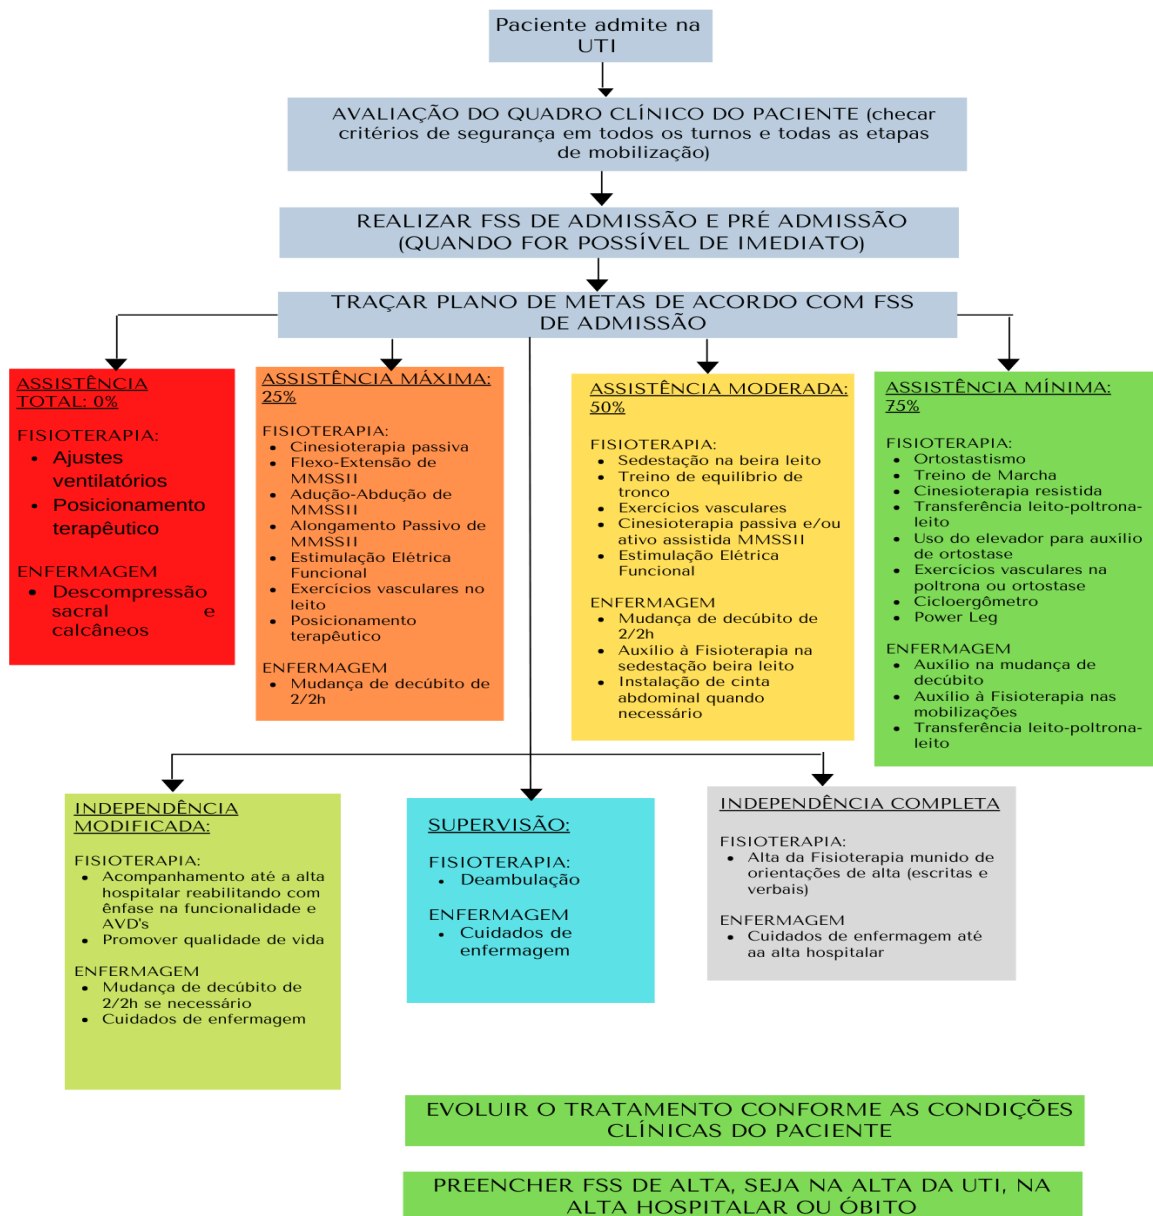 Paciente admite na
UTI
AVALIAÇÃO DO QUADRO CLÍNICO DO PACIENTE (checar
critérios de segurança em todos os turnos e todas as etapas
de mobilização)
REALIZAR FSS DE ADMISSÃO E PRÉ ADMISSÃO
(QUANDO FOR POSSÍVEL DE IMEDIATO)
TRAÇAR PLANO DE METAS DE ACORDO COM FSS
DE ADMISSÃO
ASSISTÊNCIA
TOTAL: 0%
FISIOTERAPIA:
• Ajustes
ventilatórios
• Posicionamento
terapêutico
ENFERMAGEM
• Descompressão
sacral e
calcâneos
ASSISTÊNCIA MÁXIMA:
25%
FISIOTERAPIA:
• Cinesioterapia passiva
• Flexo-Extensão de
MMSSII
• Adução-Abdução de
MMSSII
• Alongamento Passivo de
MMSSII
• Estimulação Elétrica
Funcional
• Exercícios vasculares no
leito
• Posicionamento
terapêutico
ENFERMAGEM
• Mudança de decúbito de
2/2h
ASSISTÊNCIA MODERADA:
50%
FISIOTERAPIA:
• Sedestação na beira leito
• Treino de equilíbrio de
tronco
• Exercícios vasculares
• Cinesioterapia passiva e/ou
ativo assistida MMSSII
• Estimulação Elétrica
Funcional
ENFERMAGEM
• Mudança de decúbito de
2/2h
• Auxílio à Fisioterapia na
sedestação beira leito
• Instalação de cinta
abdominal quando
necessário
ASSISTÊNCIA MÍNIMA:
75%
FISIOTERAPIA:
• Ortostastismo
• Treino de Marcha
• Cinesioterapia resistida
• Transferência leito-poltrona-
leito
• Uso do elevador para auxílio
de ortostase
• Exercícios vasculares na
poltrona ou ortostase
• Cicloergômetro
• Power Leg
ENFERMAGEM
• Auxílio na mudança de
decúbito
• Auxílio à Fisioterapia nas
mobilizações
• Transferência leito-poltrona-
leito
INDEPENDÊNCIA
MODIFICADA:
FISIOTERAPIA:
• Acompanhamento até a alta
hospitalar reabilitando com
ênfase na funcionalidade e
AVD's
• Promover qualidade de vida
ENFERMAGEM
• Mudança de decúbito de
2/2h se necessário
• Cuidados de enfermagem
SUPERVISÃO:
FISIOTERAPIA:
• Deambulação
ENFERMAGEM
• Cuidados de
enfermagem
INDEPENDÊNCIA COMPLETA
FISIOTERAPIA:
• Alta da Fisioterapia munido de
orientações de alta (escritas e
verbais)
ENFERMAGEM
• Cuidados de enfermagem até
aa alta hospitalar
EVOLUIR O TRATAMENTO CONFORME AS CONDIÇÕES
CLÍNICAS DO PACIENTE
PREENCHER FSS DE ALTA, SEJA NA ALTA DA UTI, NA
ALTA HOSPITALAR OU ÓBITO